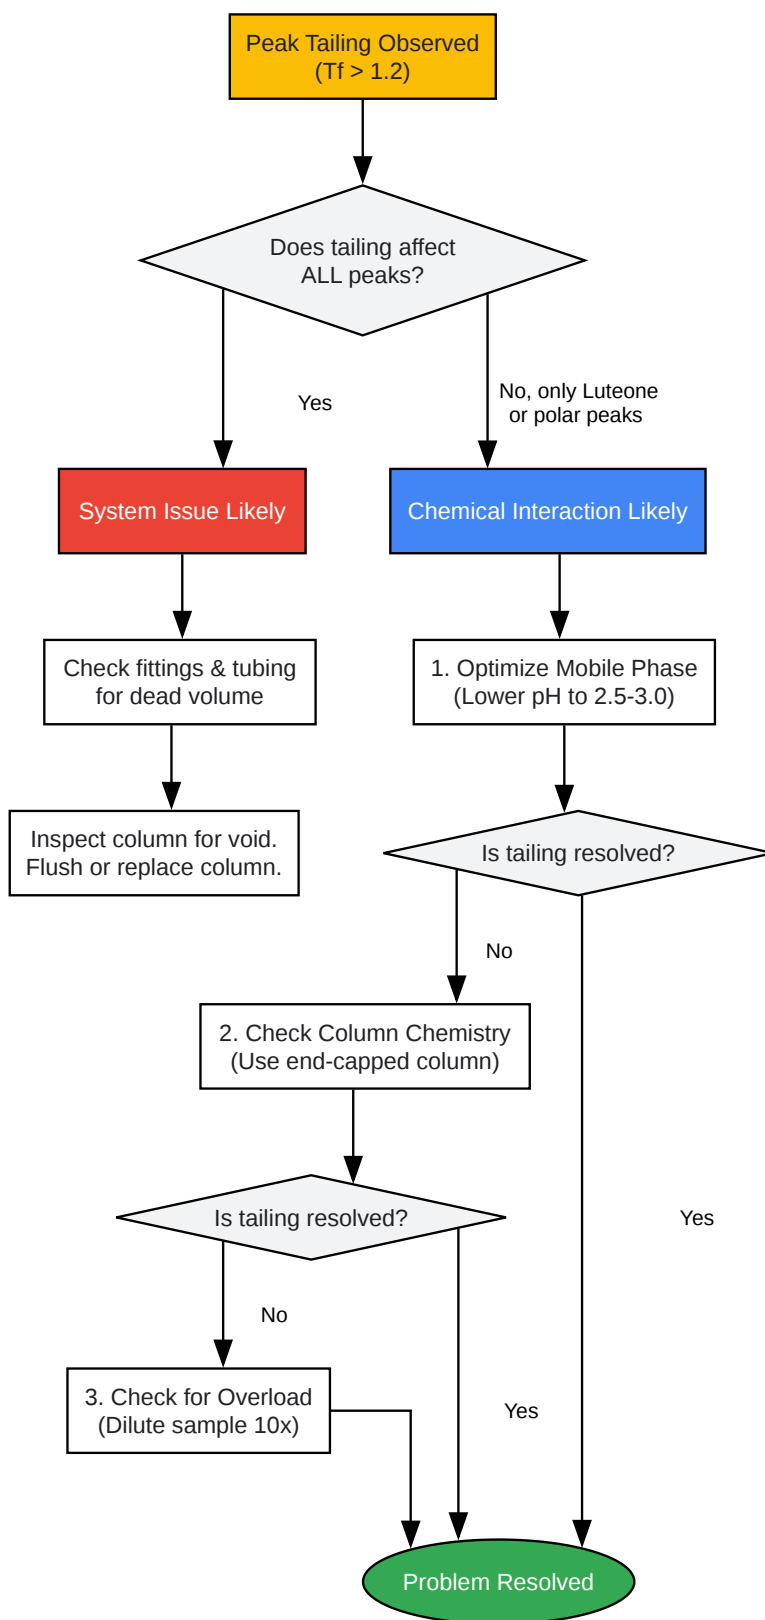 Peak Tailing Observed
(Tf > 1.2)
Does tailing affect
ALL peaks?
Yes
No, only Luteone
or polar peaks
System Issue Likely
Chemical Interaction Likely
Check fittings & tubing
for dead volume
1. Optimize Mobile Phase
(Lower pH to 2.5-3.0)
Inspect column for void.
Flush or replace column.
Is tailing resolved?
No
2. Check Column Chemistry
(Use end-capped column)
Is tailing resolved?
Yes
No
3. Check for Overload
(Dilute sample 10x)
Yes
Problem Resolved